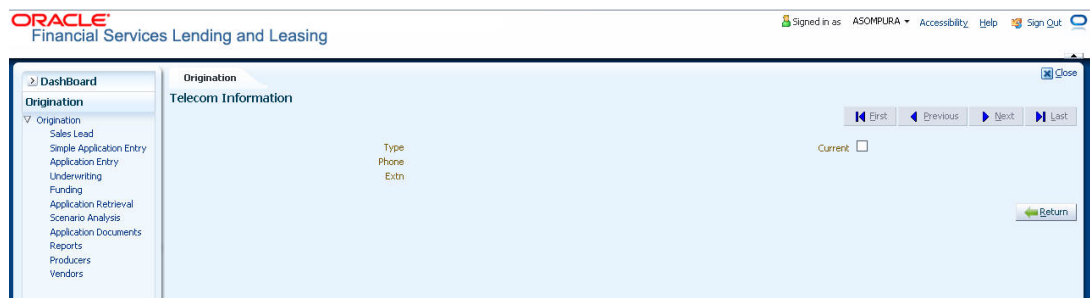 ORACLE
Financial Services Lending and Leasing
Signed in as ASOMPURA Accessibility Help Sign Out
DashBoard
Origination
Origination
Sales Lead
Simple Application Entry
Application Entry
Underwriting
Funding
Application Retrieval
Scenario Analysis
Application Documents
Reports
Producers
Vendors
Origination
Close
Telecom Information
First Previous Next Last
Type
Current
Phone
Extn
Return